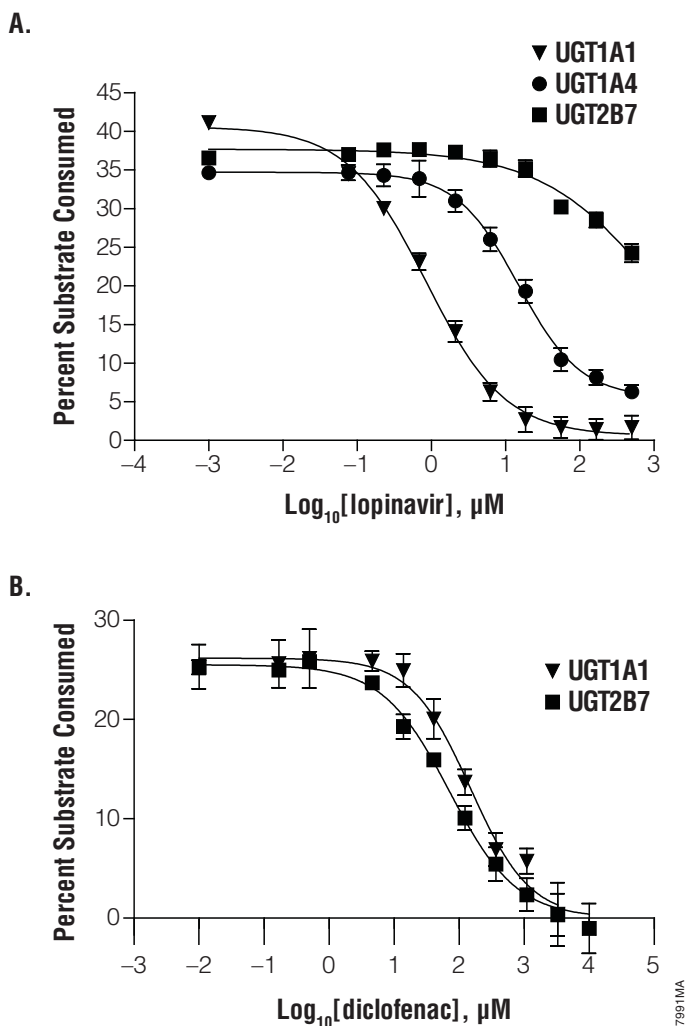 A.
UGT1A1
UGT1A4
UGT2B7
45
40
35
30
25
20
15
10
5
0
Percent Substrate Consumed
–4 –3 –2 –1 0 1 2 3
Log10[lopinavir], µM
B.
UGT1A1
UGT2B7
30
20
10
0
Percent Substrate Consumed
–3 –2 –1 0 1 2 3 4 5
Log10[diclofenac], µM
7991MA